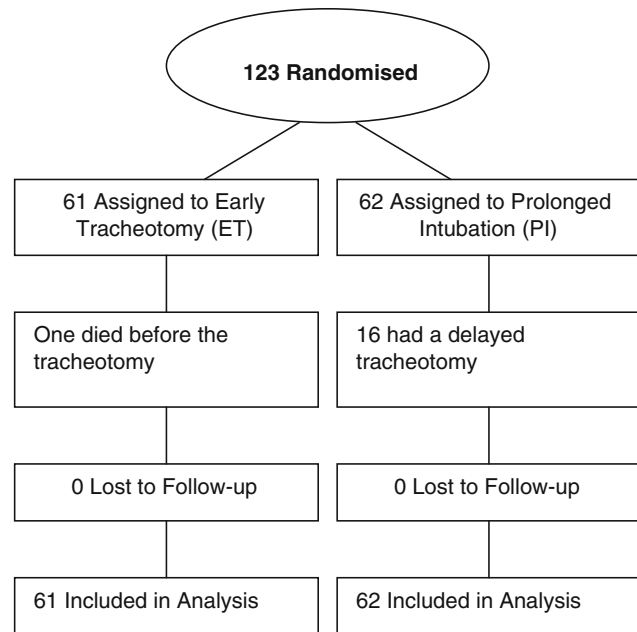 123 Randomised
61 Assigned to Early
Tracheotomy (ET)
62 Assigned to Prolonged
Intubation (PI)
One died before the
tracheotomy
16 had a delayed
tracheotomy
0 Lost to Follow-up
0 Lost to Follow-up
61 Included in Analysis
62 Included in Analysis